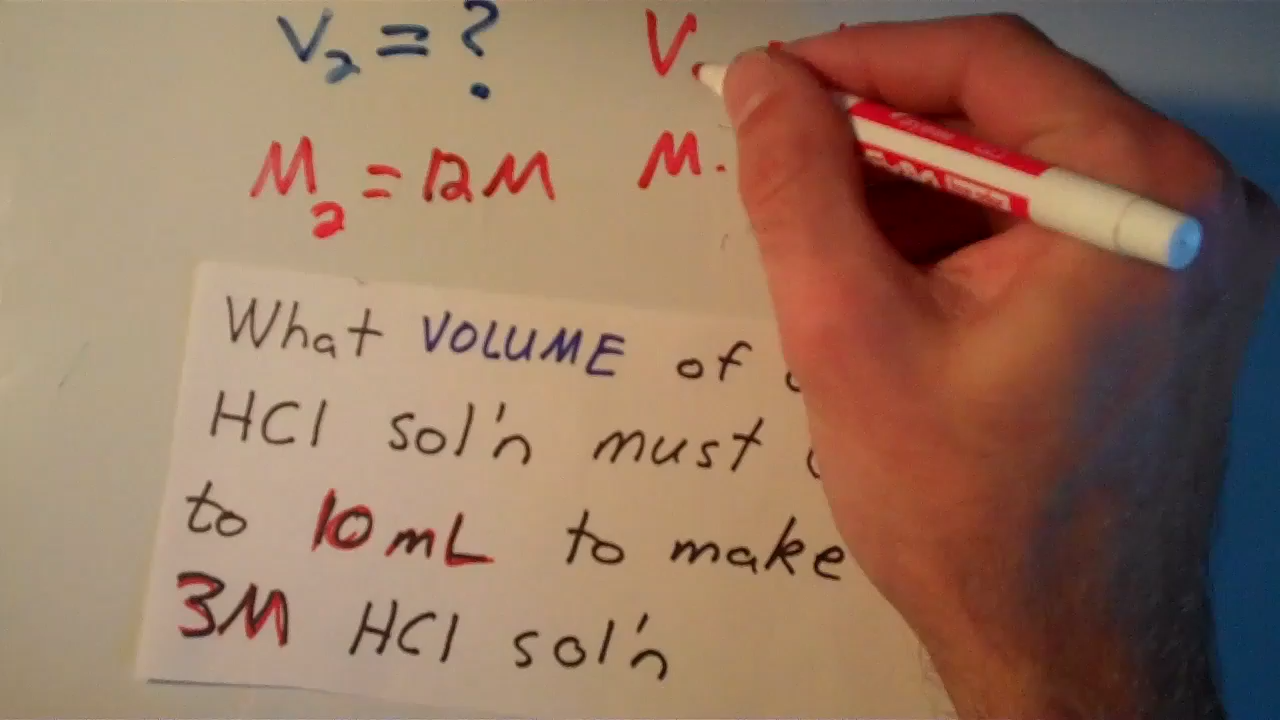 V₂ = ? V
M₂ = 12M M
What VOLUME of
HCl sol'n must
to 10mL to make
3M HCl sol'n